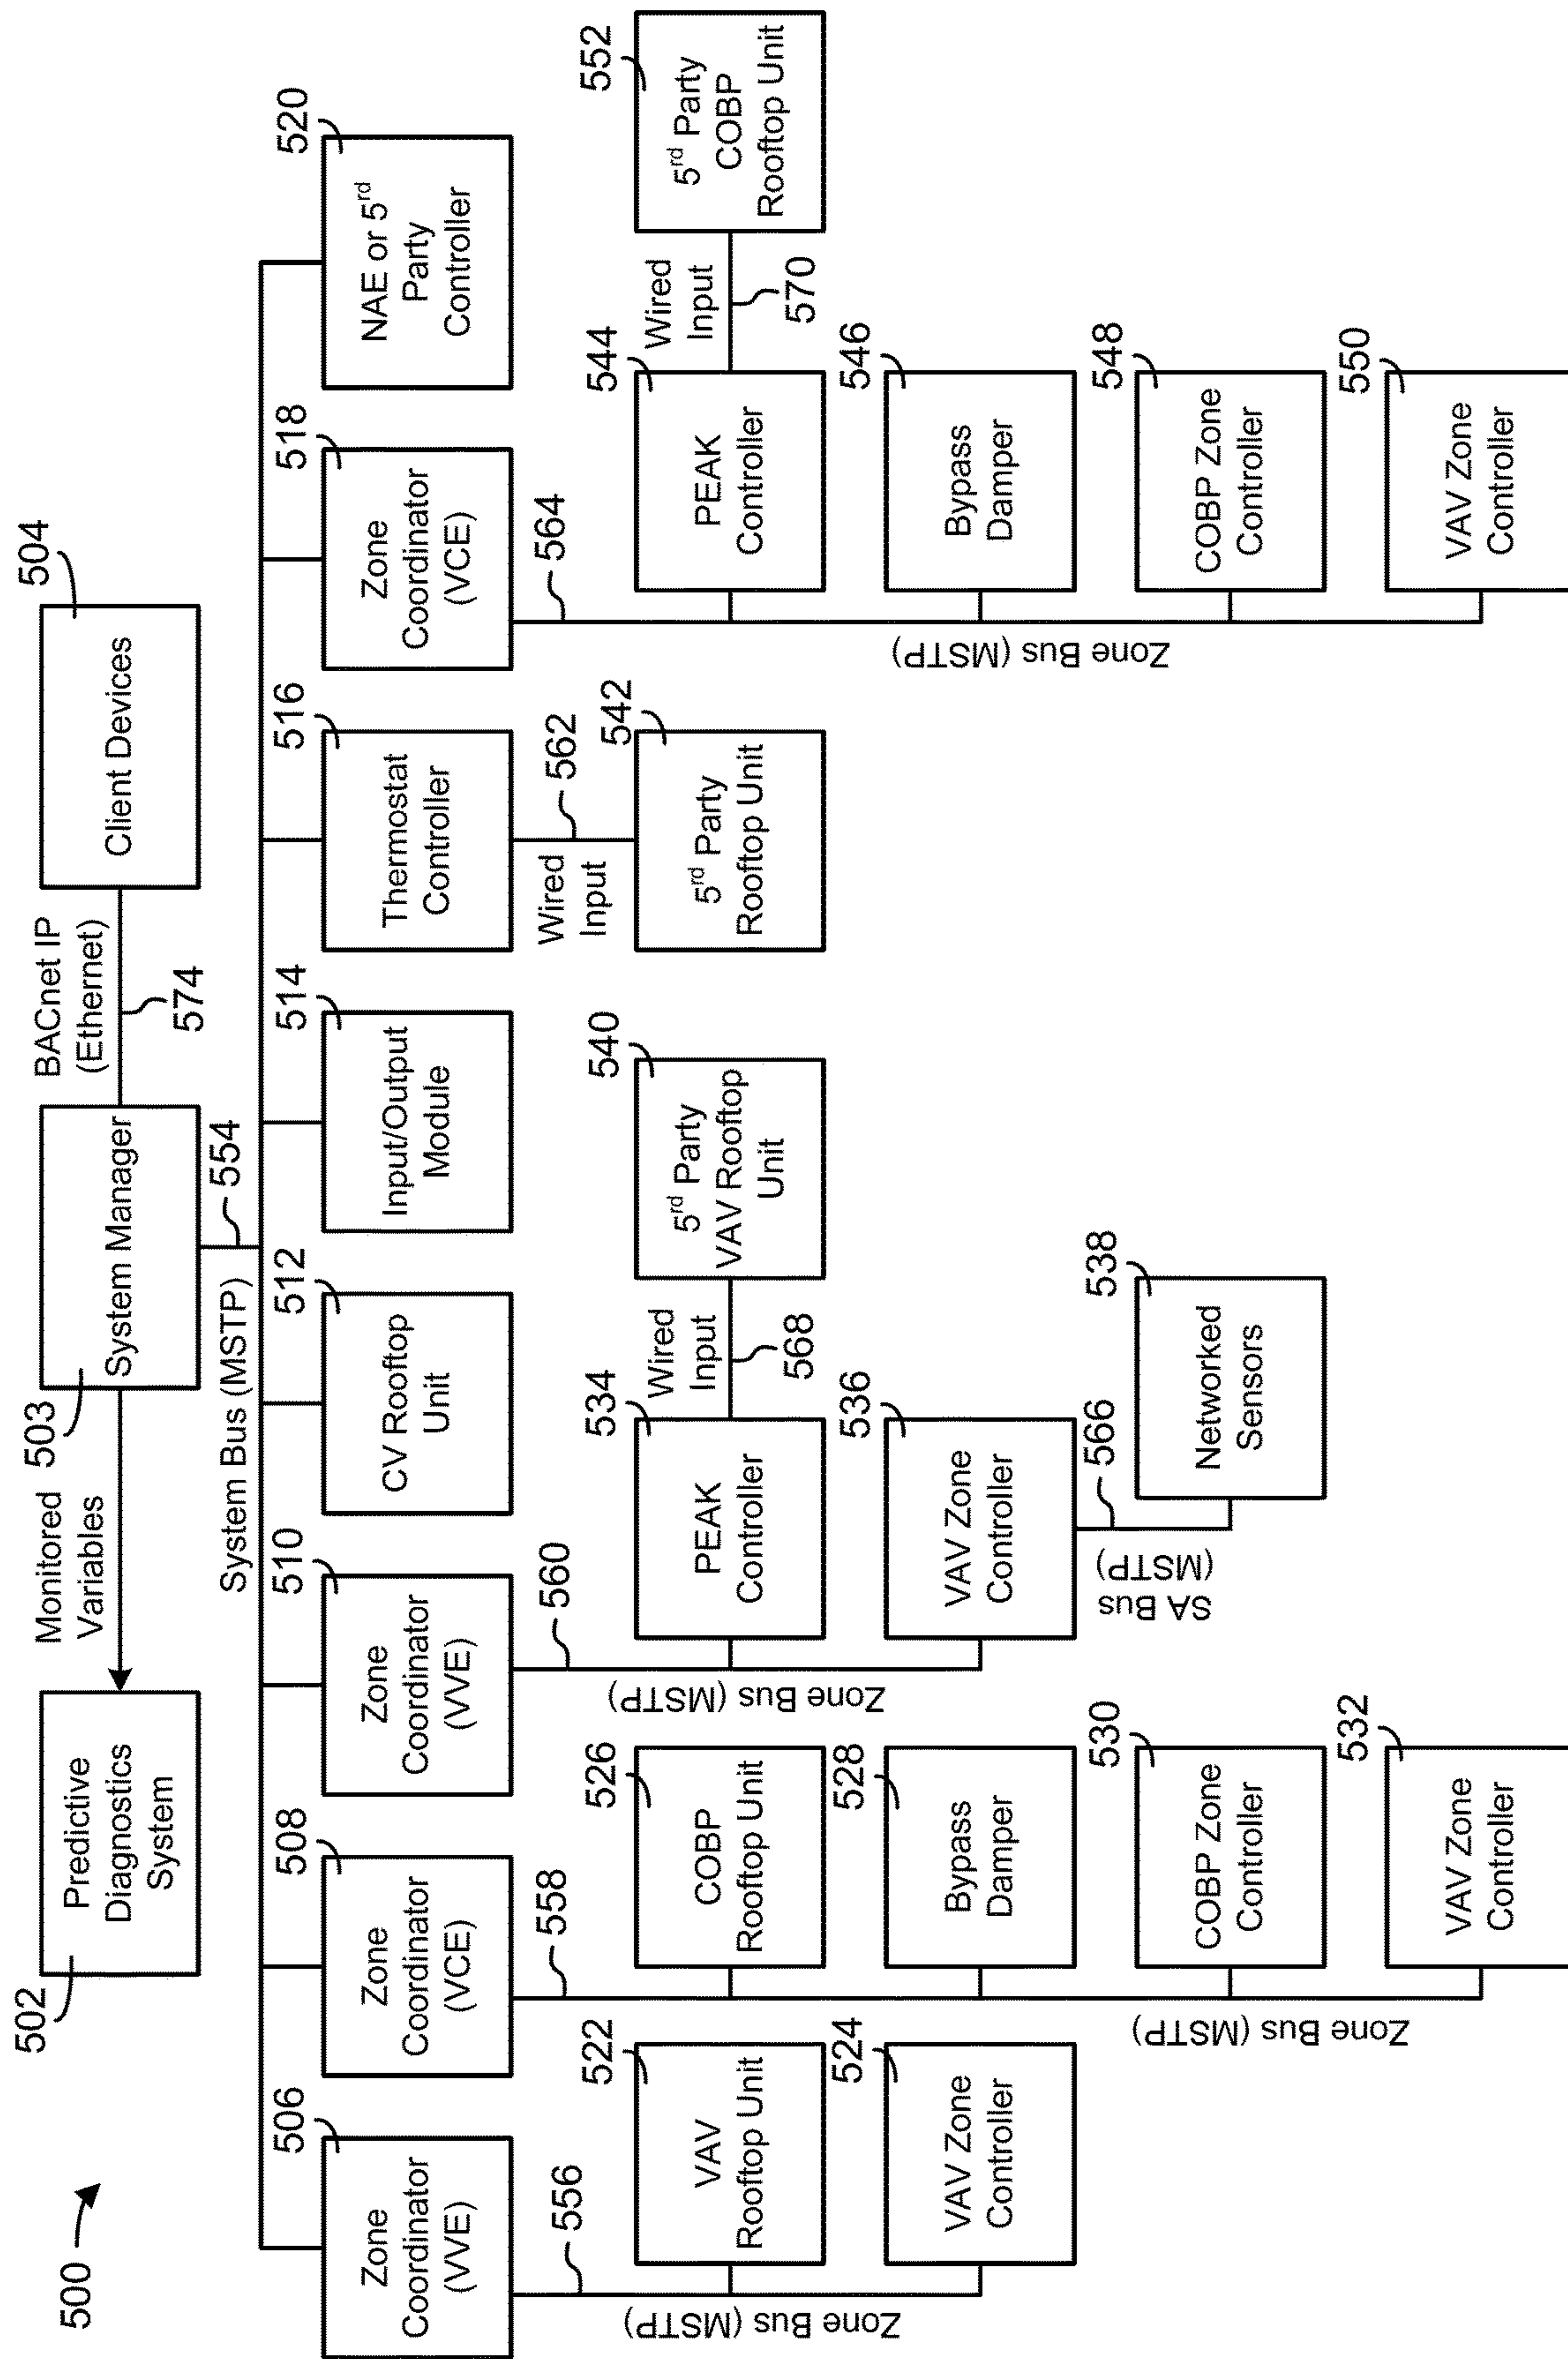 500
502
Predictive
Diagnostics
System
Monitored
Variables
503
System Manager
BACnet IP
(Ethernet)
574
504
Client Devices
System Bus (MSTP)
554
506
Zone
Coordinator
(VVE)
508
Zone
Coordinator
(VCE)
510
Zone
Coordinator
(VVE)
512
CV Rooftop
Unit
514
Input/Output
Module
516
Thermostat
Controller
518
Zone
Coordinator
(VCE)
520
NAE or 5rd
Party
Controller
556
Zone Bus (MSTP)
522
VAV
Rooftop Unit
524
VAV Zone
Controller
558
Zone Bus (MSTP)
526
COBP
Rooftop Unit
528
Bypass
Damper
530
COBP Zone
Controller
532
VAV Zone
Controller
560
Zone Bus (MSTP)
534
PEAK
Controller
Wired
Input
568
540
5rd Party
VAV Rooftop
Unit
536
VAV Zone
Controller
566
SA Bus
(MSTP)
538
Networked
Sensors
562
Wired
Input
542
5rd Party
Rooftop Unit
564
Zone Bus (MSTP)
544
PEAK
Controller
Wired
Input
570
552
5rd Party
COBP
Rooftop Unit
546
Bypass
Damper
548
COBP Zone
Controller
550
VAV Zone
Controller